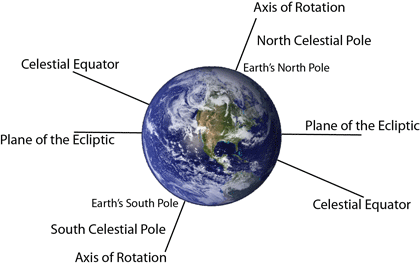 Axis of Rotation
North Celestial Pole
Earth's North Pole
Celestial Equator
Plane of the Ecliptic
Plane of the Ecliptic
Earth's South Pole
Celestial Equator
South Celestial Pole
Axis of Rotation